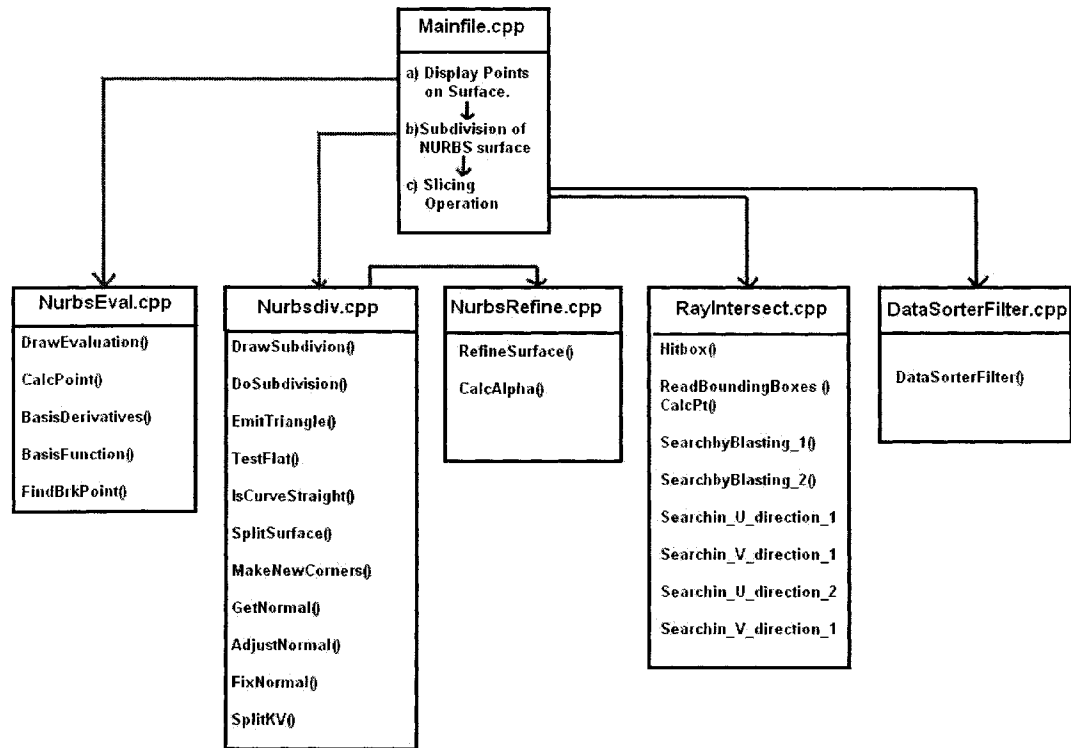 Mainfile.cpp
a) Display Points
on Surface.
b)Subdivision of
NURBS surface
c) Slicing
Operation
NurbsEval.cpp
DrawEvaluation()
CalcPoint()
BasisDerivatives()
BasisFunction()
FindBrkPoint()
Nurbsdiv.cpp
DrawSubdivion()
DoSubdivision()
EmitTriangle()
TestFlat()
IsCurveStraight()
SplitSurface()
MakeNewCorners()
GetNormal()
AdjustNormal()
FixNormal()
SplitKV()
NurbsRefine.cpp
RefineSurface()
CalcAlpha()
RayIntersect.cpp
Hitbox()
ReadBoundingBoxes ()
CalcPt()
SearchbyBlasting_1()
SearchbyBlasting_2()
Searchin_U_direction_1
Searchin_V_direction_1
Searchin_U_direction_2
Searchin_V_direction_1
DataSorterFilter.cpp
DataSorterFilter()